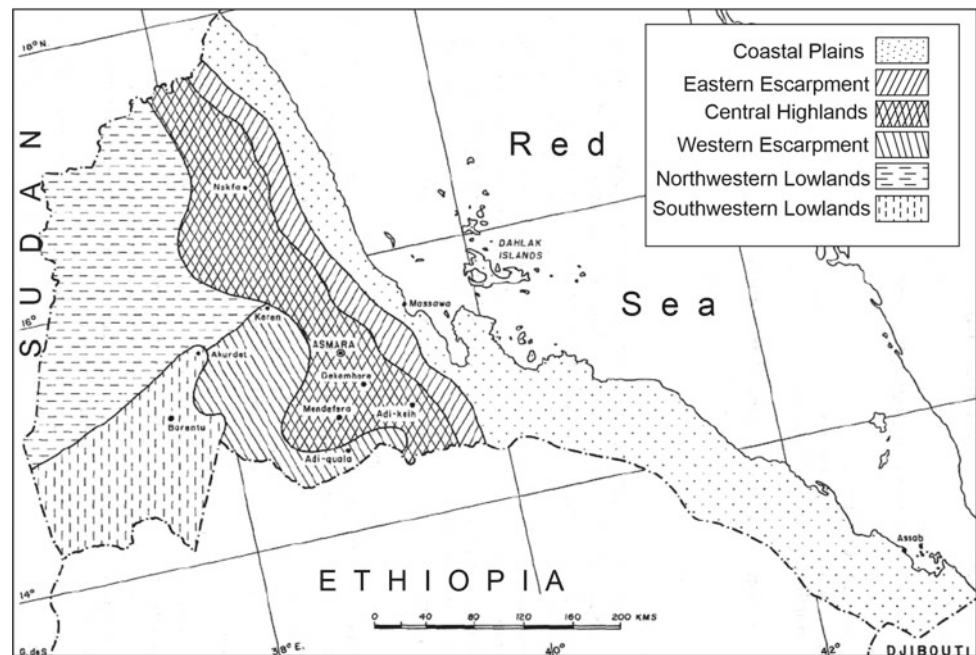 18° N.
Coastal Plains
Eastern Escarpment
Central Highlands
Western Escarpment
Northwestern Lowlands
Southwestern Lowlands
SUDAN
Red
Sea
Nakfa
DAHLAK
ISLANDS
Massawa
16°
Keren
ASMARA
Akurdat
Dekemhare
Mendefera
Adi-keih
Barentu
Adi-quala
Assab
ETHIOPIA
14°
0 40 80 120 160 200 KMS
G. de S
38° E.
40°
42°
DJIBOUTI